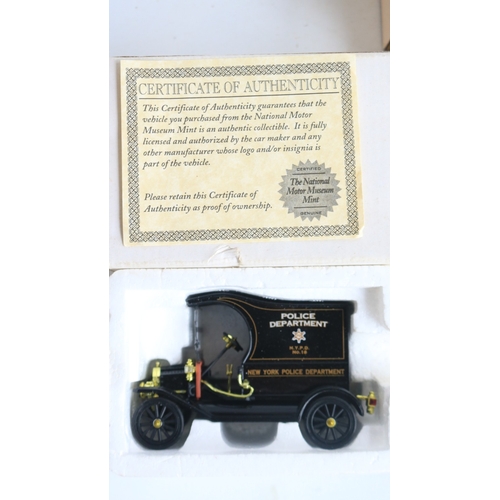 CERTIFICATE OF AUTHENTICITY
This Certificate of Authenticity guarantees that the
vehicle you purchased from the National Motor
Museum Mint is an authentic collectible. It is fully
licensed and authorized by the car maker and any
other manufacturer whose logo and/or insignia is
part of the vehicle.
Please retain this Certificate of
Authenticity as proof of ownership.
CERTIFIED
The National
Motor Museum
Mint
GENUINE
POLICE
DEPARTMENT
N.Y.P.D.
No. 18
NEW YORK POLICE DEPARTMENT